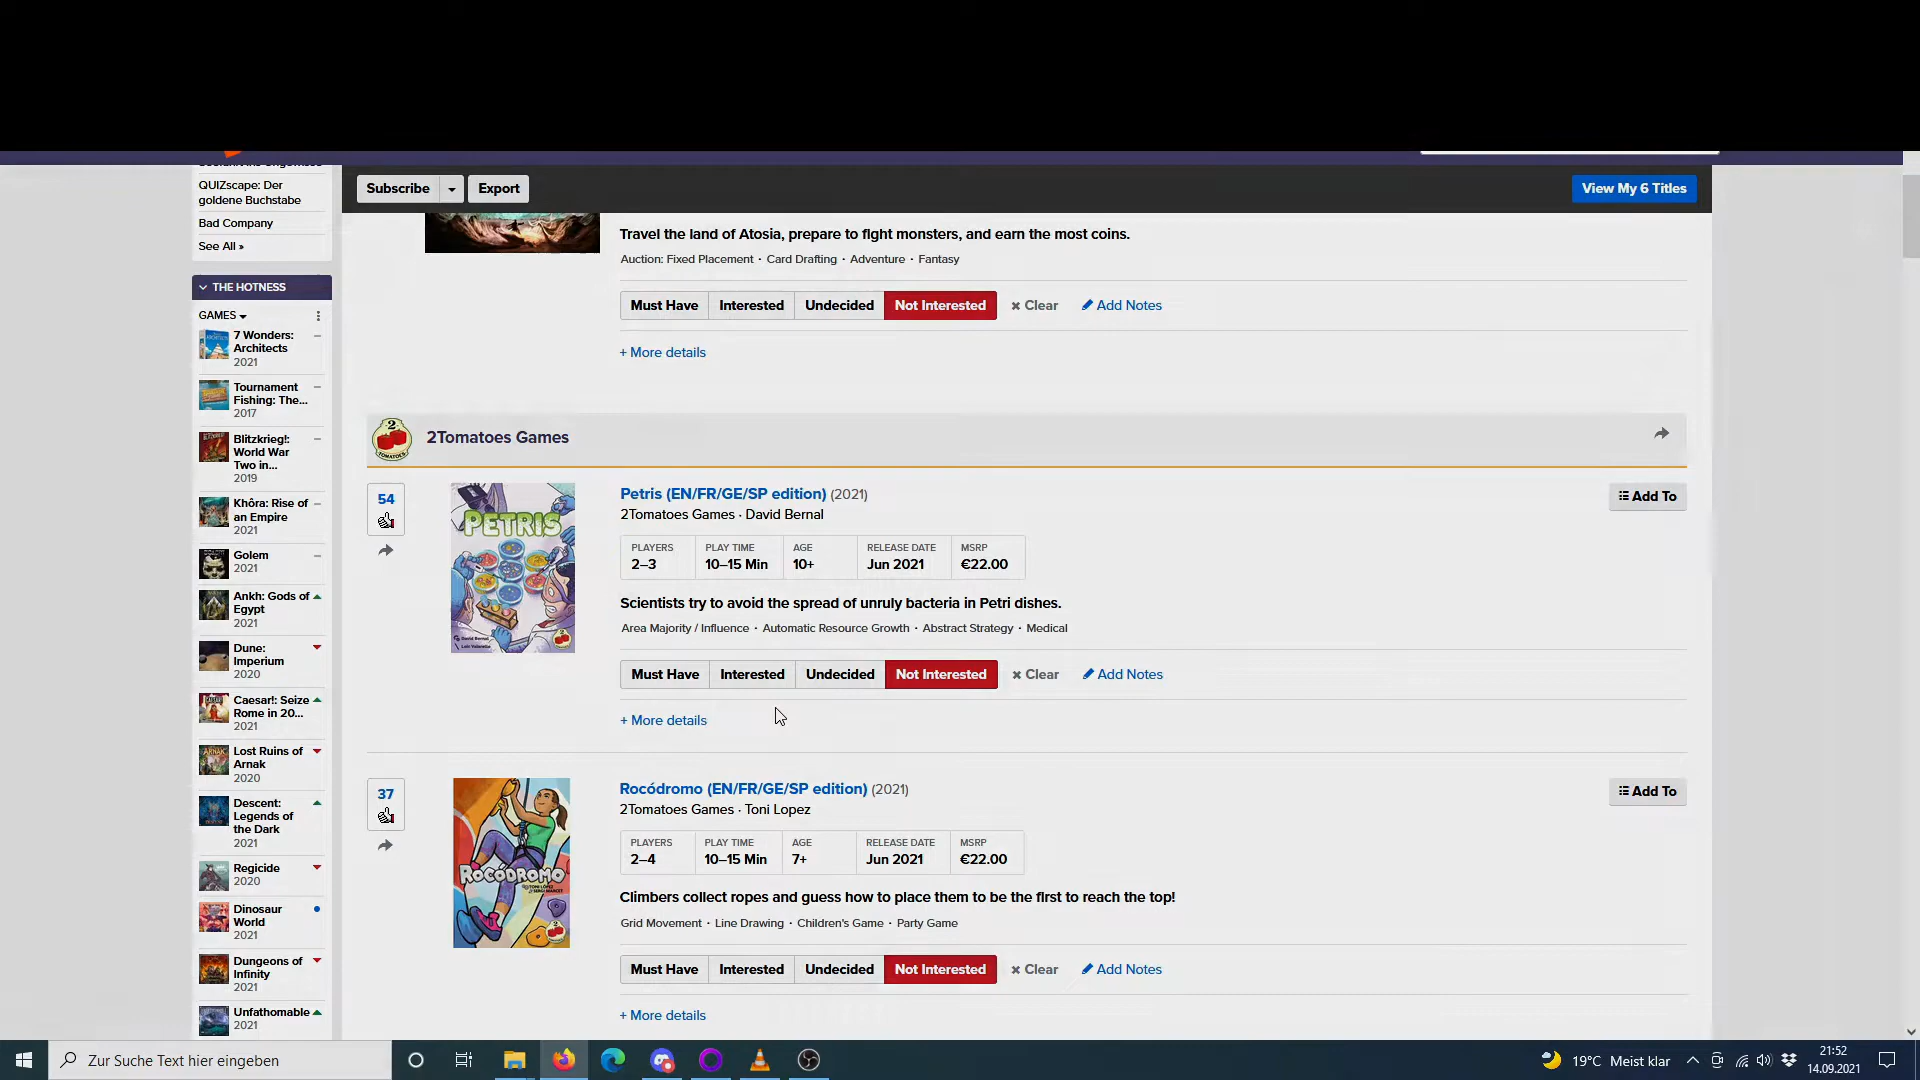 QUIZscape: Der
goldene Buchstabe
Bad Company
See All »
THE HOTNESS
GAMES
7 Wonders:
Architects
2021
Tournament
Fishing: The...
2017
Blitzkrieg!:
World War
Two in...
2019
Khôra: Rise of
an Empire
2021
Golem
2021
Ankh: Gods of
Egypt
2021
Dune:
Imperium
2020
Caesar!: Seize
Rome in 20...
2021
Lost Ruins of
Arnak
2020
Descent:
Legends of
the Dark
2021
Regicide
2020
Dinosaur
World
2021
Dungeons of
Infinity
2021
Unfathomable
2021
Subscribe Export View My 6 Titles
Travel the land of Atosia, prepare to fight monsters, and earn the most coins.
Auction: Fixed Placement · Card Drafting · Adventure · Fantasy
Must Have Interested Undecided Not Interested × Clear Add Notes
+ More details
2 TOMATOES
2Tomatoes Games
54
PETRIS
David Bernal
Petris (EN/FR/GE/SP edition) (2021)
Add To
2Tomatoes Games · David Bernal
PLAYERS PLAY TIME AGE RELEASE DATE MSRP
2–3 10–15 Min 10+ Jun 2021 €22.00
Scientists try to avoid the spread of unruly bacteria in Petri dishes.
Area Majority / Influence · Automatic Resource Growth · Abstract Strategy · Medical
Must Have Interested Undecided Not Interested × Clear Add Notes
+ More details
37
ROCÓDROMO
Rocódromo (EN/FR/GE/SP edition) (2021)
Add To
2Tomatoes Games · Toni Lopez
PLAYERS PLAY TIME AGE RELEASE DATE MSRP
2–4 10–15 Min 7+ Jun 2021 €22.00
Climbers collect ropes and guess how to place them to be the first to reach the top!
Grid Movement · Line Drawing · Children's Game · Party Game
Must Have Interested Undecided Not Interested × Clear Add Notes
+ More details
Zur Suche Text hier eingeben
19°C Meist klar
21:52
14.09.2021